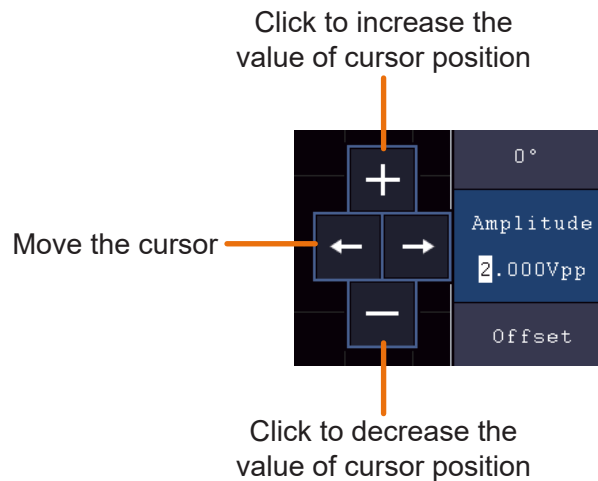 Click to increase the
value of cursor position
0°
Amplitude
Move the cursor
2.000Vpp
Offset
Click to decrease the
value of cursor position